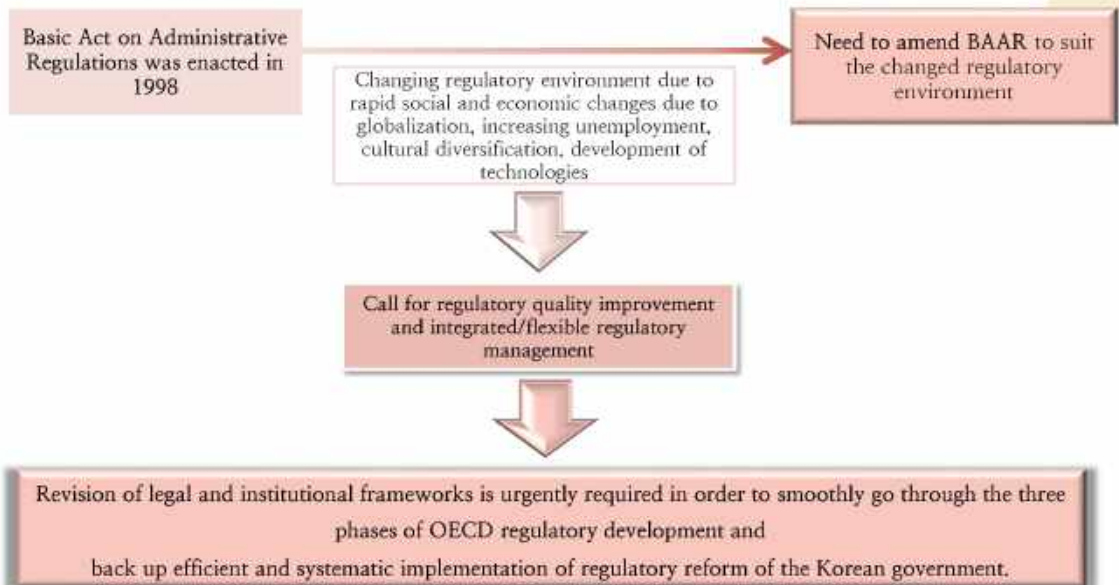 Basic Act on Administrative
Regulations was enacted in
1998
Need to amend BAAR to suit
the changed regulatory
environment
Changing regulatory environment due to
rapid social and economic changes due to
globalization, increasing unemployment,
cultural diversification, development of
technologies
Call for regulatory quality improvement
and integrated/flexible regulatory
management
Revision of legal and institutional frameworks is urgently required in order to smoothly go through the three
phases of OECD regulatory development and
back up efficient and systematic implementation of regulatory reform of the Korean government.